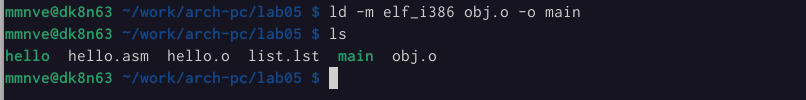 mmnve@dk8n63 ~/work/arch-pc/lab05 $ ld -m elf_i386 obj.o -o main
mmnve@dk8n63 ~/work/arch-pc/lab05 $ ls
hello  hello.asm  hello.o  list.lst  main  obj.o
mmnve@dk8n63 ~/work/arch-pc/lab05 $